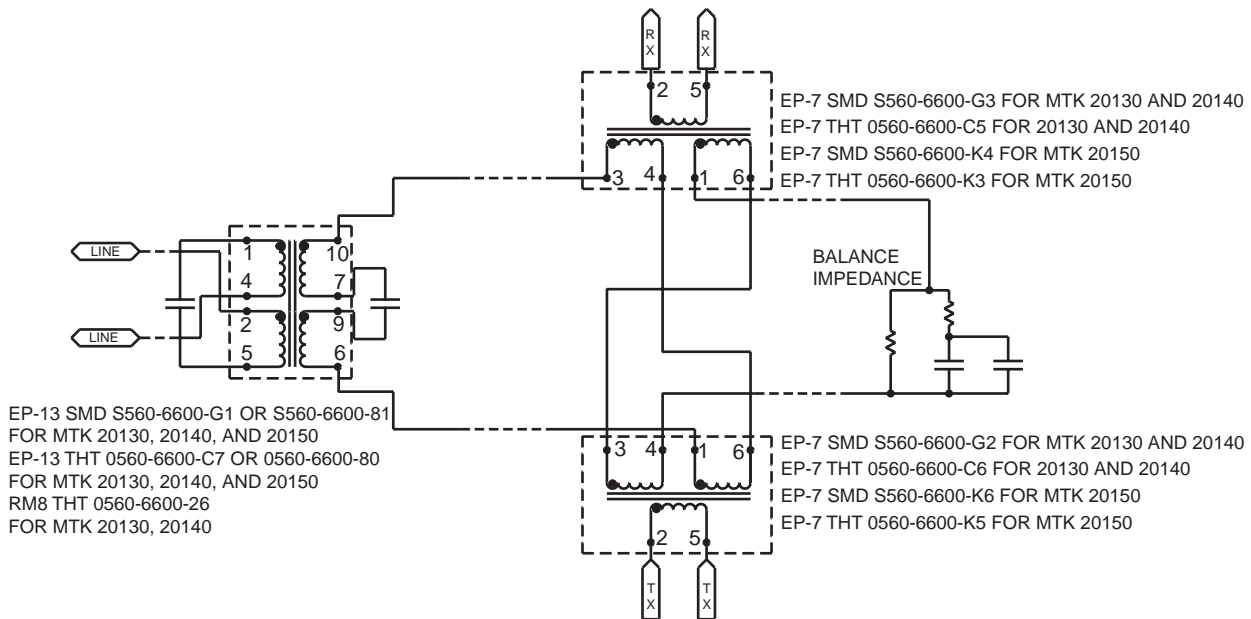 R
X
R
X
2 5
EP-7 SMD S560-6600-G3 FOR MTK 20130 AND 20140
EP-7 THT 0560-6600-C5 FOR 20130 AND 20140
EP-7 SMD S560-6600-K4 FOR MTK 20150
EP-7 THT 0560-6600-K3 FOR MTK 20150
3 4 1 6
LINE
LINE
1 10
4 7
2 9
5 6
BALANCE
IMPEDANCE
EP-13 SMD S560-6600-G1 OR S560-6600-81
FOR MTK 20130, 20140, AND 20150
EP-13 THT 0560-6600-C7 OR 0560-6600-80
FOR MTK 20130, 20140, AND 20150
RM8 THT 0560-6600-26
FOR MTK 20130, 20140
3 4 1 6
EP-7 SMD S560-6600-G2 FOR MTK 20130 AND 20140
EP-7 THT 0560-6600-C6 FOR 20130 AND 20140
EP-7 SMD S560-6600-K6 FOR MTK 20150
EP-7 THT 0560-6600-K5 FOR MTK 20150
2 5
T
X
T
X